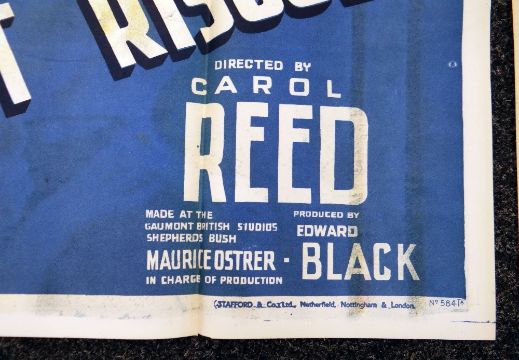 DIRECTED BY
CAROL
REED
MADE AT THE
GAUMONT BRITISH STUDIOS
SHEPHERDS BUSH
MAURICE OSTRER -
IN CHARGE OF PRODUCTION
PRODUCED BY
EDWARD
BLACK
STAFFORD & Co., Ltd., Netherfield, Nottingham & London.